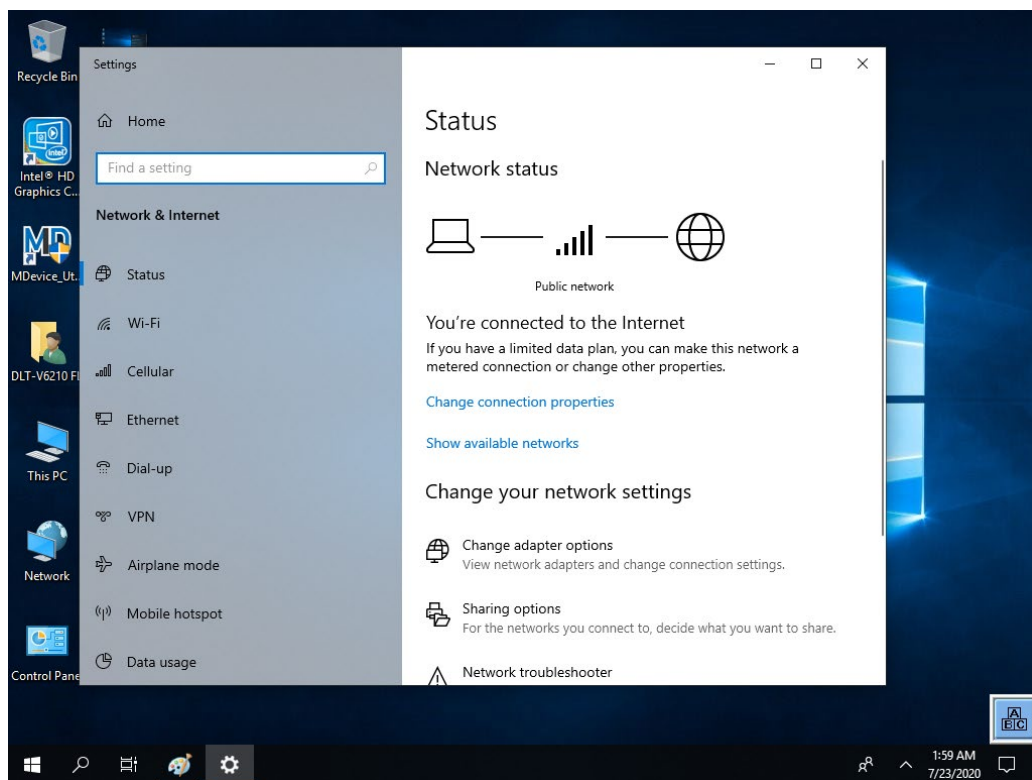 Recycle Bin
Intel® HD
Graphics C...
MD
MDevice_Ut...
DLT-V6210 Fl
This PC
Network
Control Pane
Settings
Home
Find a setting
Network & Internet
Status
Wi-Fi
Cellular
Ethernet
Dial-up
VPN
Airplane mode
Mobile hotspot
Data usage
Status
Network status
Public network
You're connected to the Internet
If you have a limited data plan, you can make this network a
metered connection or change other properties.
Change connection properties
Show available networks
Change your network settings
Change adapter options
View network adapters and change connection settings.
Sharing options
For the networks you connect to, decide what you want to share.
Network troubleshooter
A
B C
1:59 AM
7/23/2020